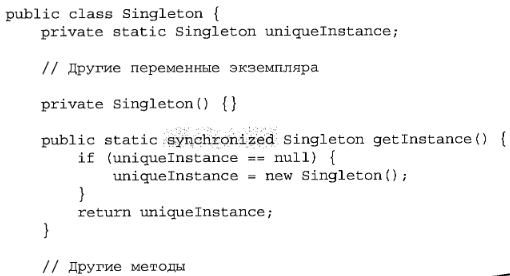 public class Singleton {
    private static Singleton uniqueInstance;
    // Другие переменные экземпляра
    private Singleton() {}
    public static synchronized Singleton getInstance() {
        if (uniqueInstance == null) {
            uniqueInstance = new Singleton();
        }
        return uniqueInstance;
    }
    // Другие методы